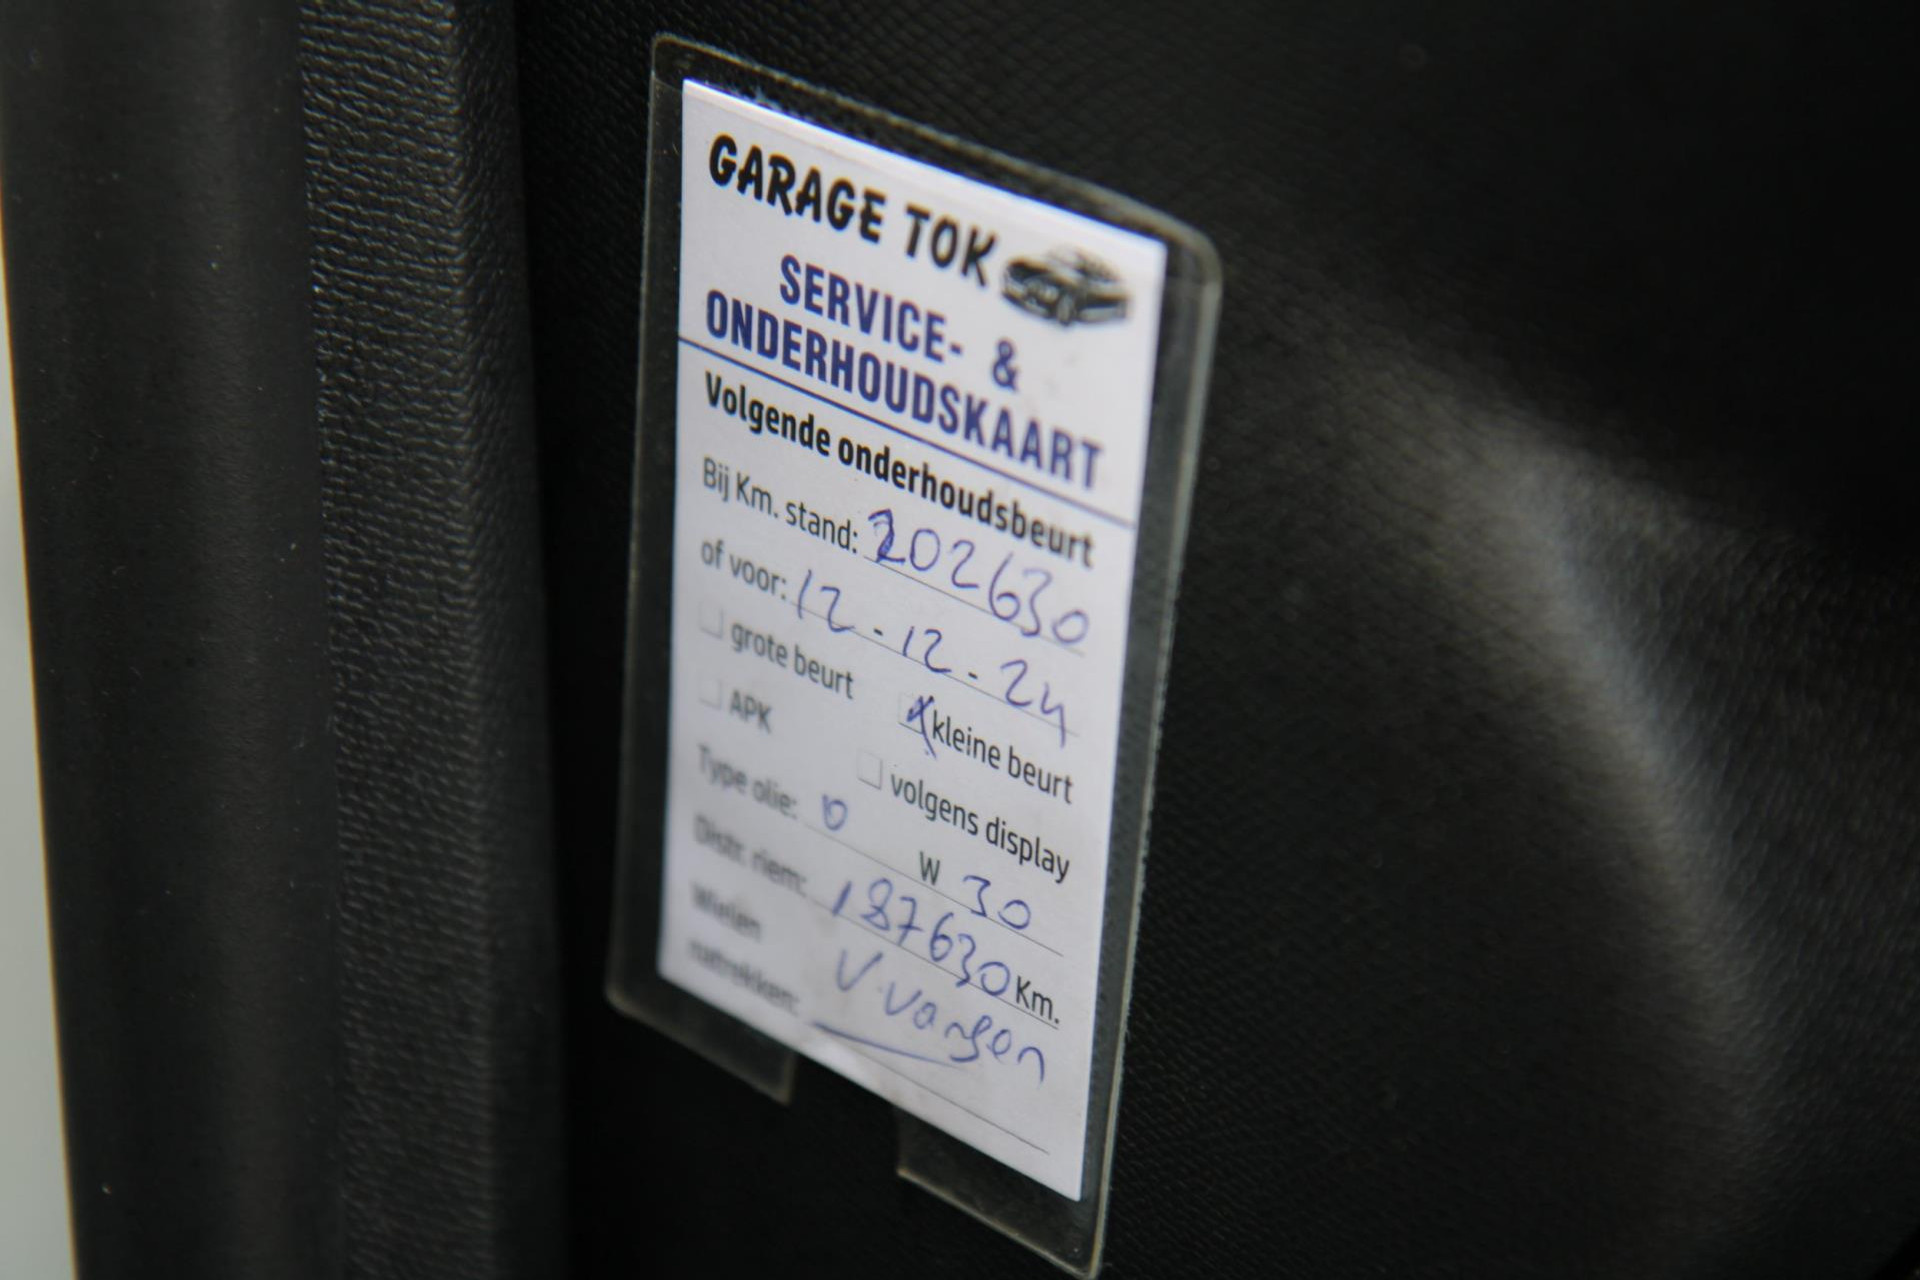 GARAGE TOK
SERVICE- &
ONDERHOUDSKAART
Volgende onderhoudsbeurt
Bij Km. stand: 202630
of voor: 12-12-24
grote beurt kleine beurt
APK volgens display
Type olie: 0 W 30
Distr. riem: 187630 Km.
Wielen
natrekken: V.Vangen